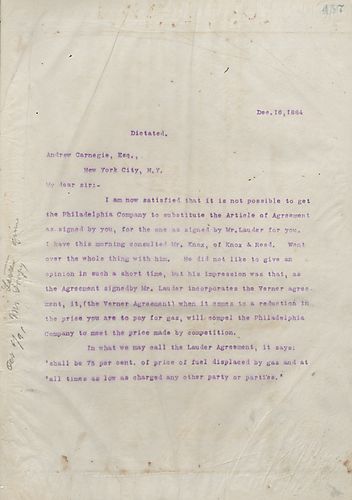 437
Dec. 16, 1884
Dictated.
Andrew Carnegie, Esq.,
New York City, N.Y.
My dear sir:-
I am now satisfied that it is not possible to get
the Philadelphia Company to substitute the Article of Agreement
as signed by you, for the one as signed by Mr.Lauder for you.
I have this morning consulted Mr. Knox, of Knox & Reed. Went
over the whole thing with him. He did not like to give an
opinion in such a short time, but his impression was that, as
the Agreement signedby Mr. Lauder incorporates the Verner agree-
ment, it,(the Verner Agreement) when it comes to a reduction in
the price you are to pay for gas, will compel the Philadelphia
Company to meet the price made by competition.
In what we may call the Lauder Agreement, it says:
'shall be 75 per cent. of price of fuel displaced by gas and at
'all times as low as charged any other party or parties.'